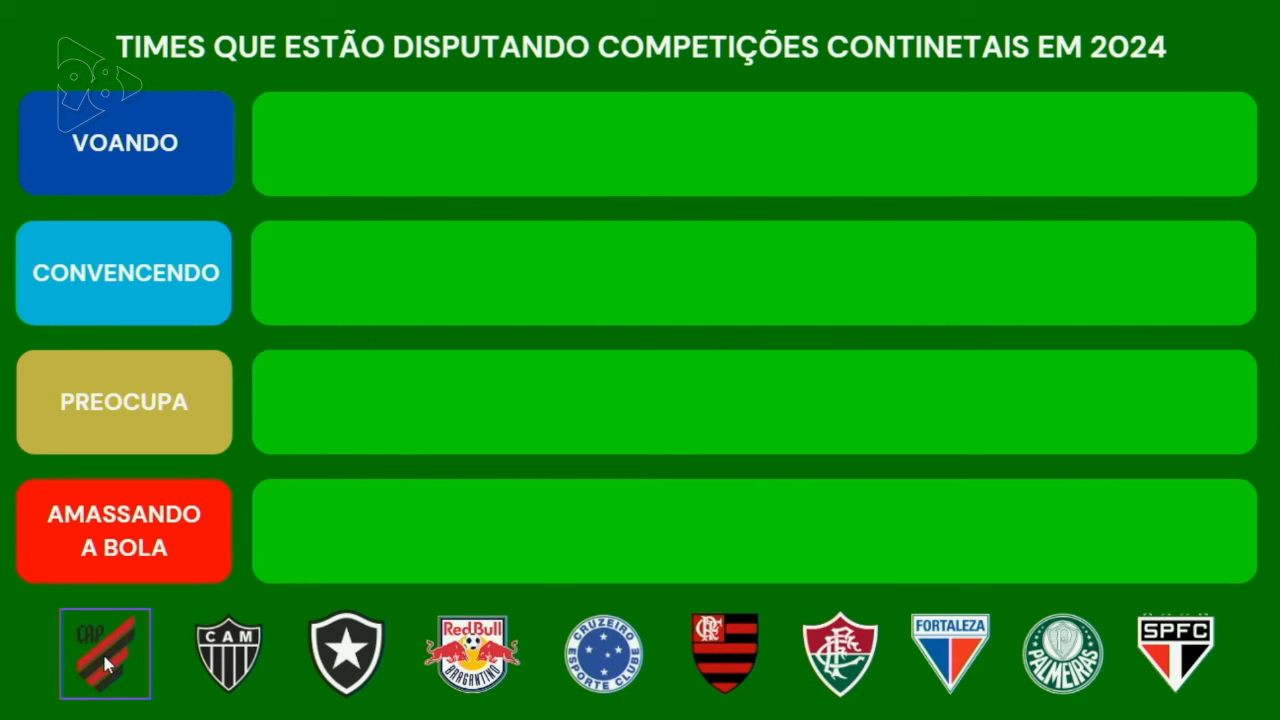 TIMES QUE ESTÃO DISPUTANDO COMPETIÇÕES CONTINETAIS EM 2024
VOANDO
CONVENCENDO
PREOCUPA
AMASSANDO
A BOLA
CAP
CAM
RedBull
BRAGANTINO
CRUZEIRO
ESPORTE CLUBE
CRF
FORTALEZA
PALMEIRAS
SPFC